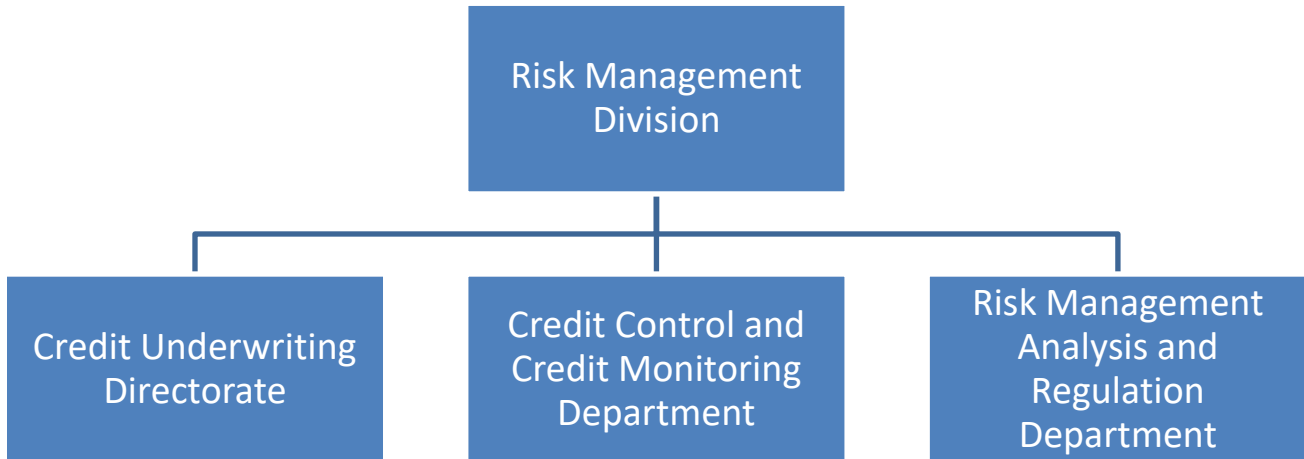 Risk Management
Division
Credit Underwriting
Directorate
Credit Control and
Credit Monitoring
Department
Risk Management
Analysis and
Regulation
Department